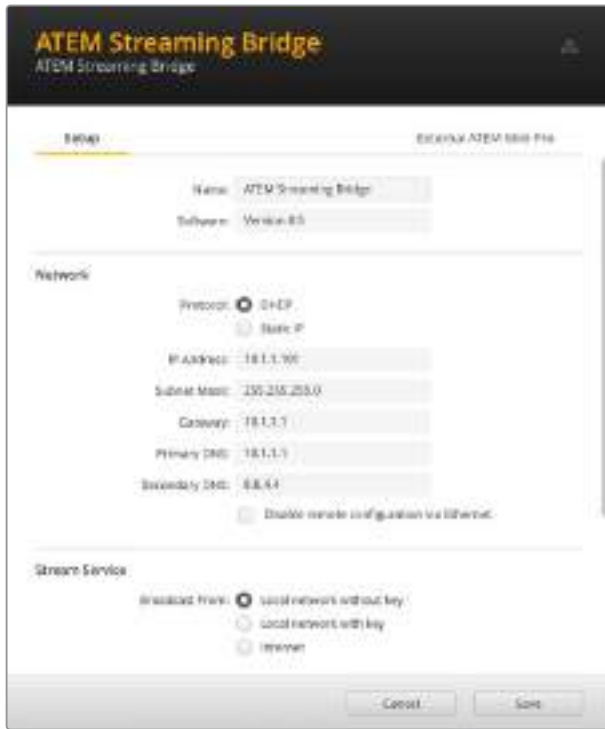 ATEM Streaming Bridge
ATEM Streaming Bridge
Setup
External ATEM Mini Pro
Name: ATEM Streaming Bridge
Software: Version 8.5
Network
Protocol: DHCP
Static IP
IP Address: 10.1.1.101
Subnet Mask: 255.255.255.0
Gateway: 10.1.1.1
Primary DNS: 10.1.1.1
Secondary DNS: 8.8.4.4
Disable remote configuration via Ethernet
Stream Service
Broadcast From: Local network without key
Local network with key
Internet
Cancel
Save